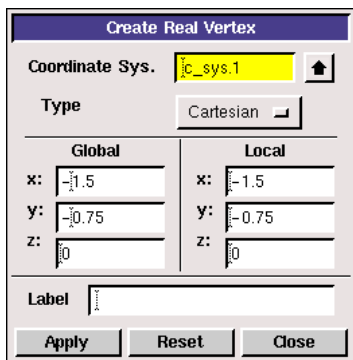 Create Real Vertex
Coordinate Sys. c_sys.1
Type Cartesian
Global Local
x: -1.5 x: -1.5
y: -0.75 y: -0.75
z: 0 z: 0
Label
Apply Reset Close